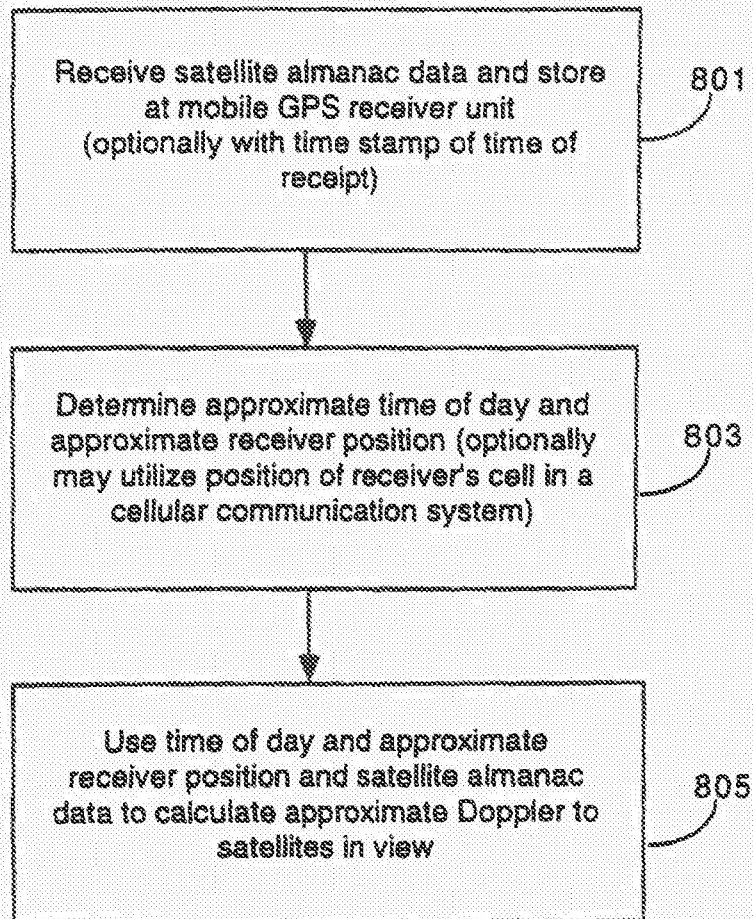 Receive satellite almanac data and store
at mobile GPS receiver unit
(optionally with time stamp of time of
receipt)
801
Determine approximate time of day and
approximate receiver position (optionally
may utilize position of receiver's cell in a
cellular communication system)
803
Use time of day and approximate
receiver position and satellite almanac
data to calculate approximate Doppler to
satellites in view
805